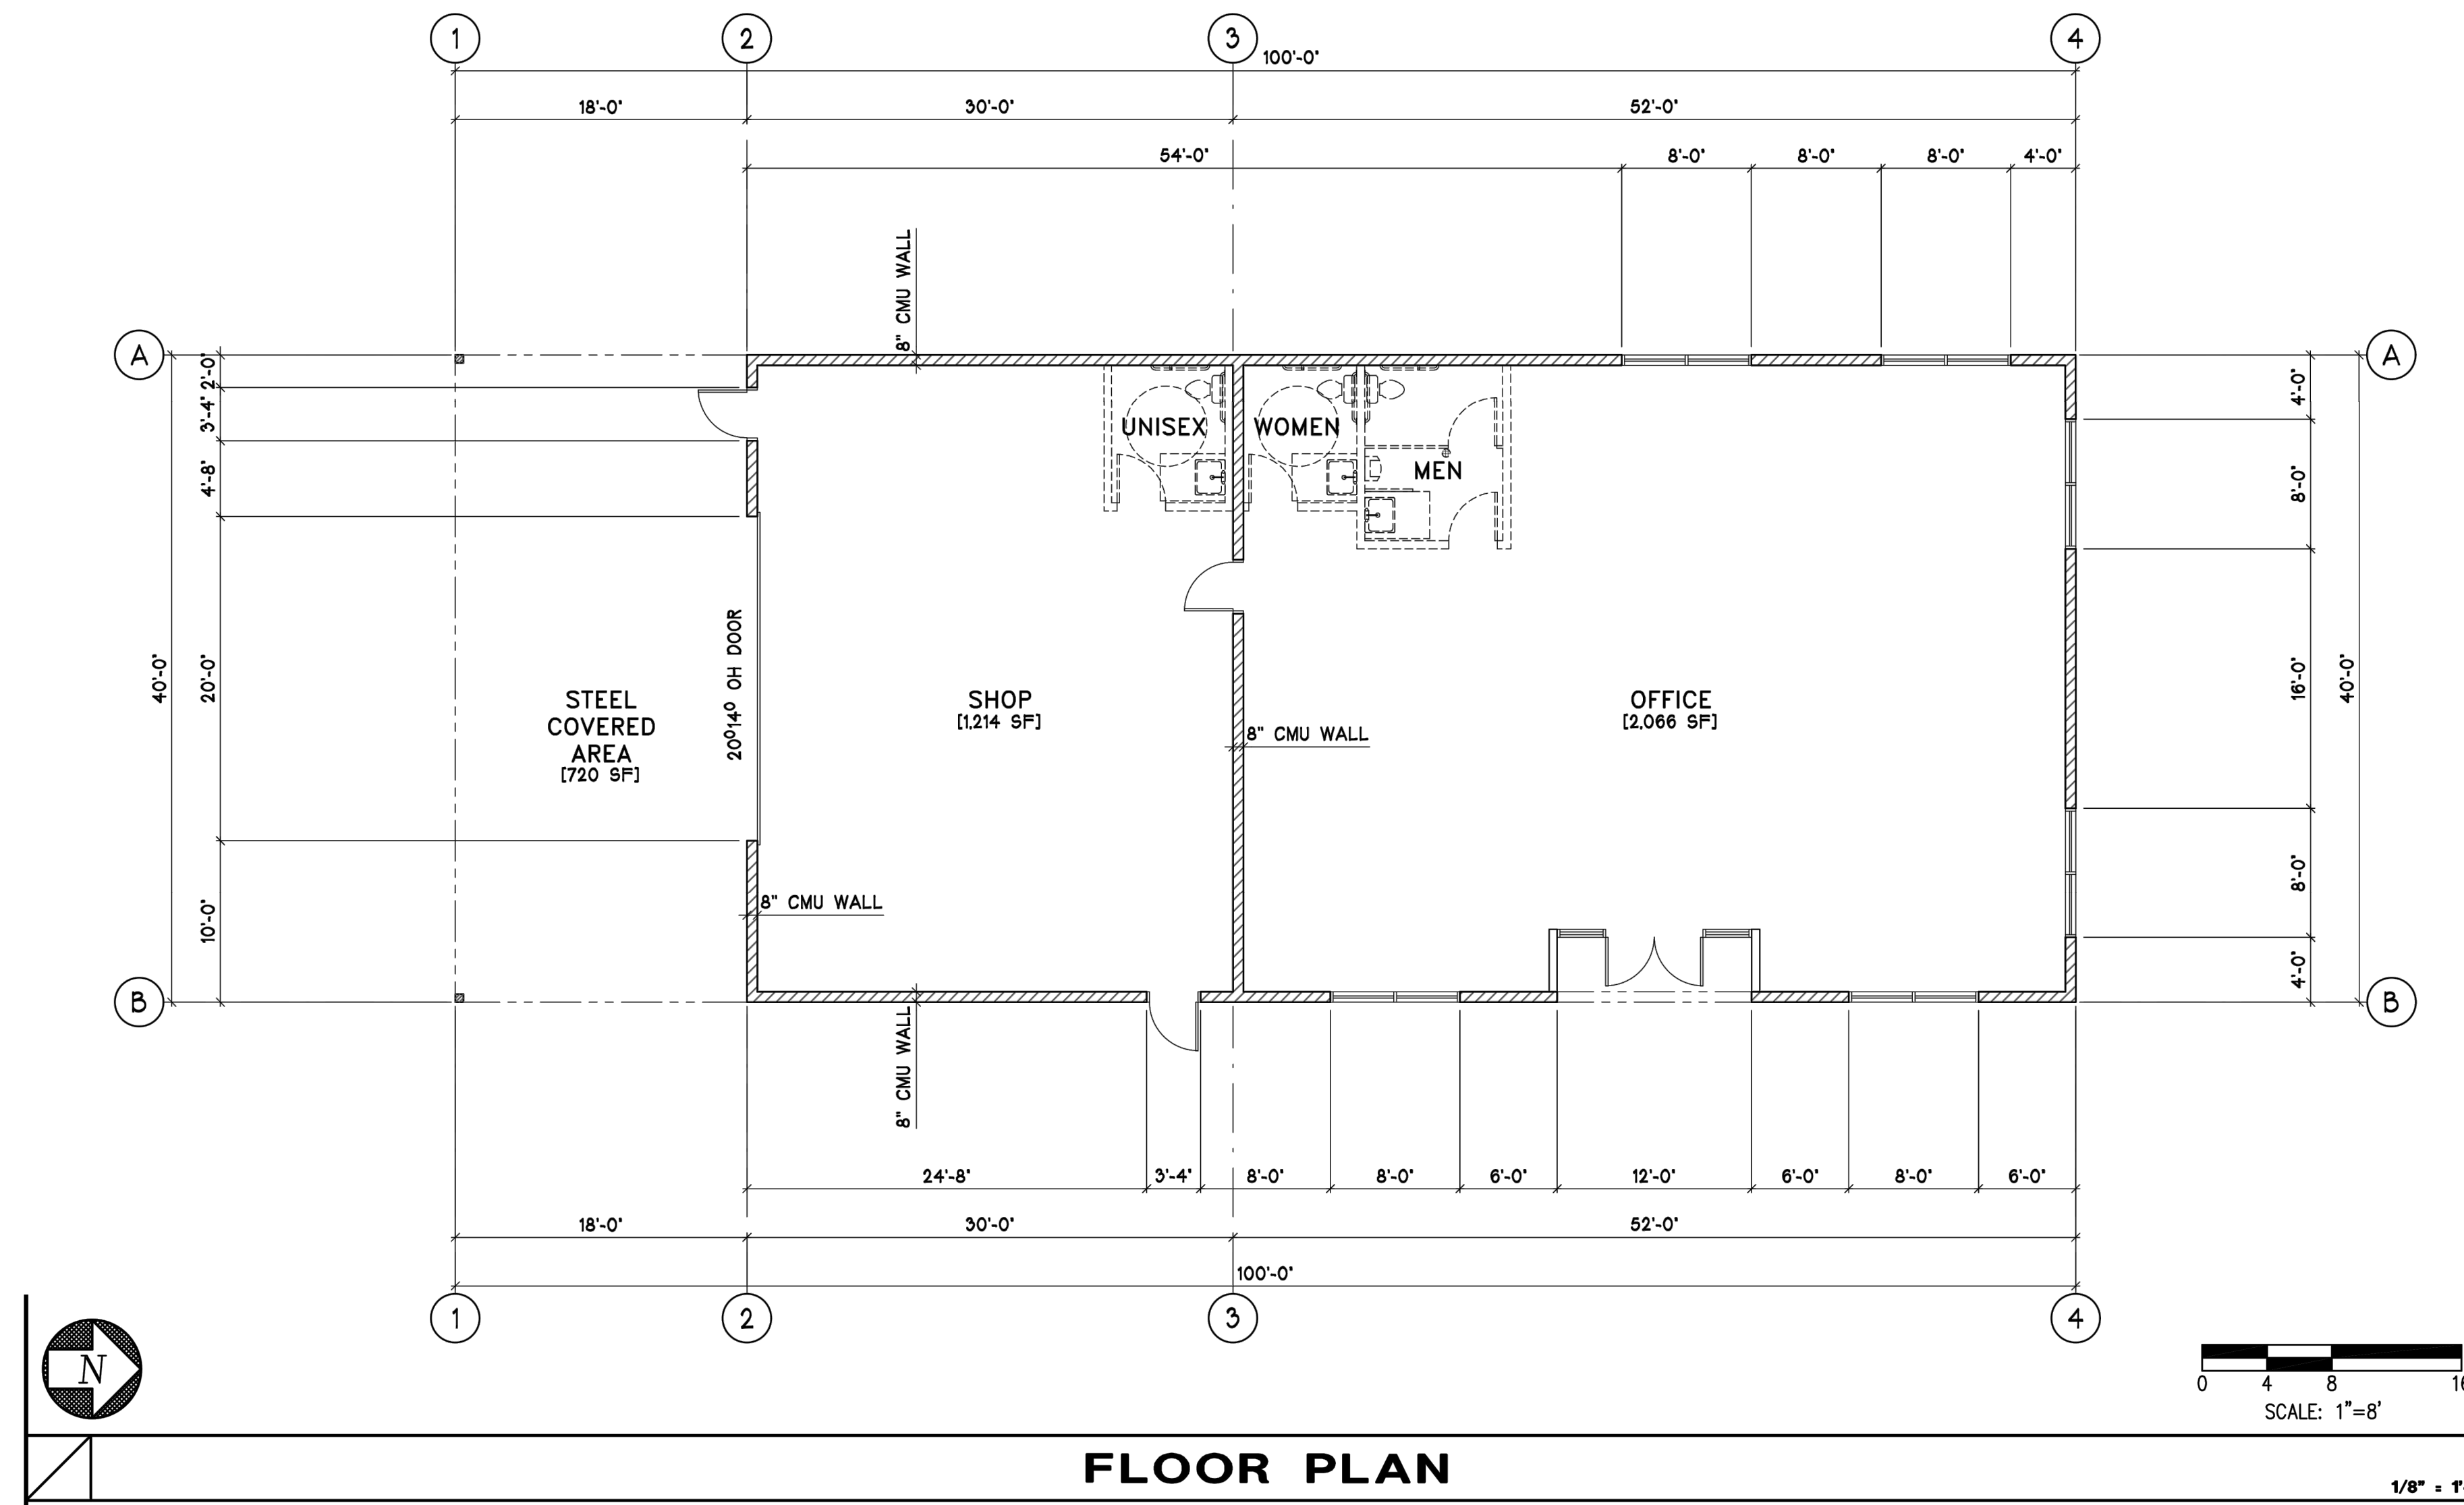 1 2 3 4
100'-0"
18'-0" 30'-0" 52'-0"
54'-0" 8'-0" 8'-0" 8'-0" 4'-0"
8" CMU WALL
A A
2'-0"
3'-4"
4'-8"
20'-0"
10'-0"
40'-0"
4'-0"
8'-0"
16'-0"
8'-0"
4'-0"
40'-0"
UNISEX WOMEN
MEN
20⁰14⁰ OH DOOR
STEEL
COVERED
AREA
[720 SF]
SHOP
[1,214 SF]
OFFICE
[2,066 SF]
8" CMU WALL
8" CMU WALL
B B
8" CMU WALL
24'-8" 3'-4" 8'-0" 8'-0" 6'-0" 12'-0" 6'-0" 8'-0" 6'-0"
18'-0" 30'-0" 52'-0"
100'-0"
1 2 3 4
N
0 4 8
SCALE: 1"=8'
FLOOR PLAN
1/8" = 1'